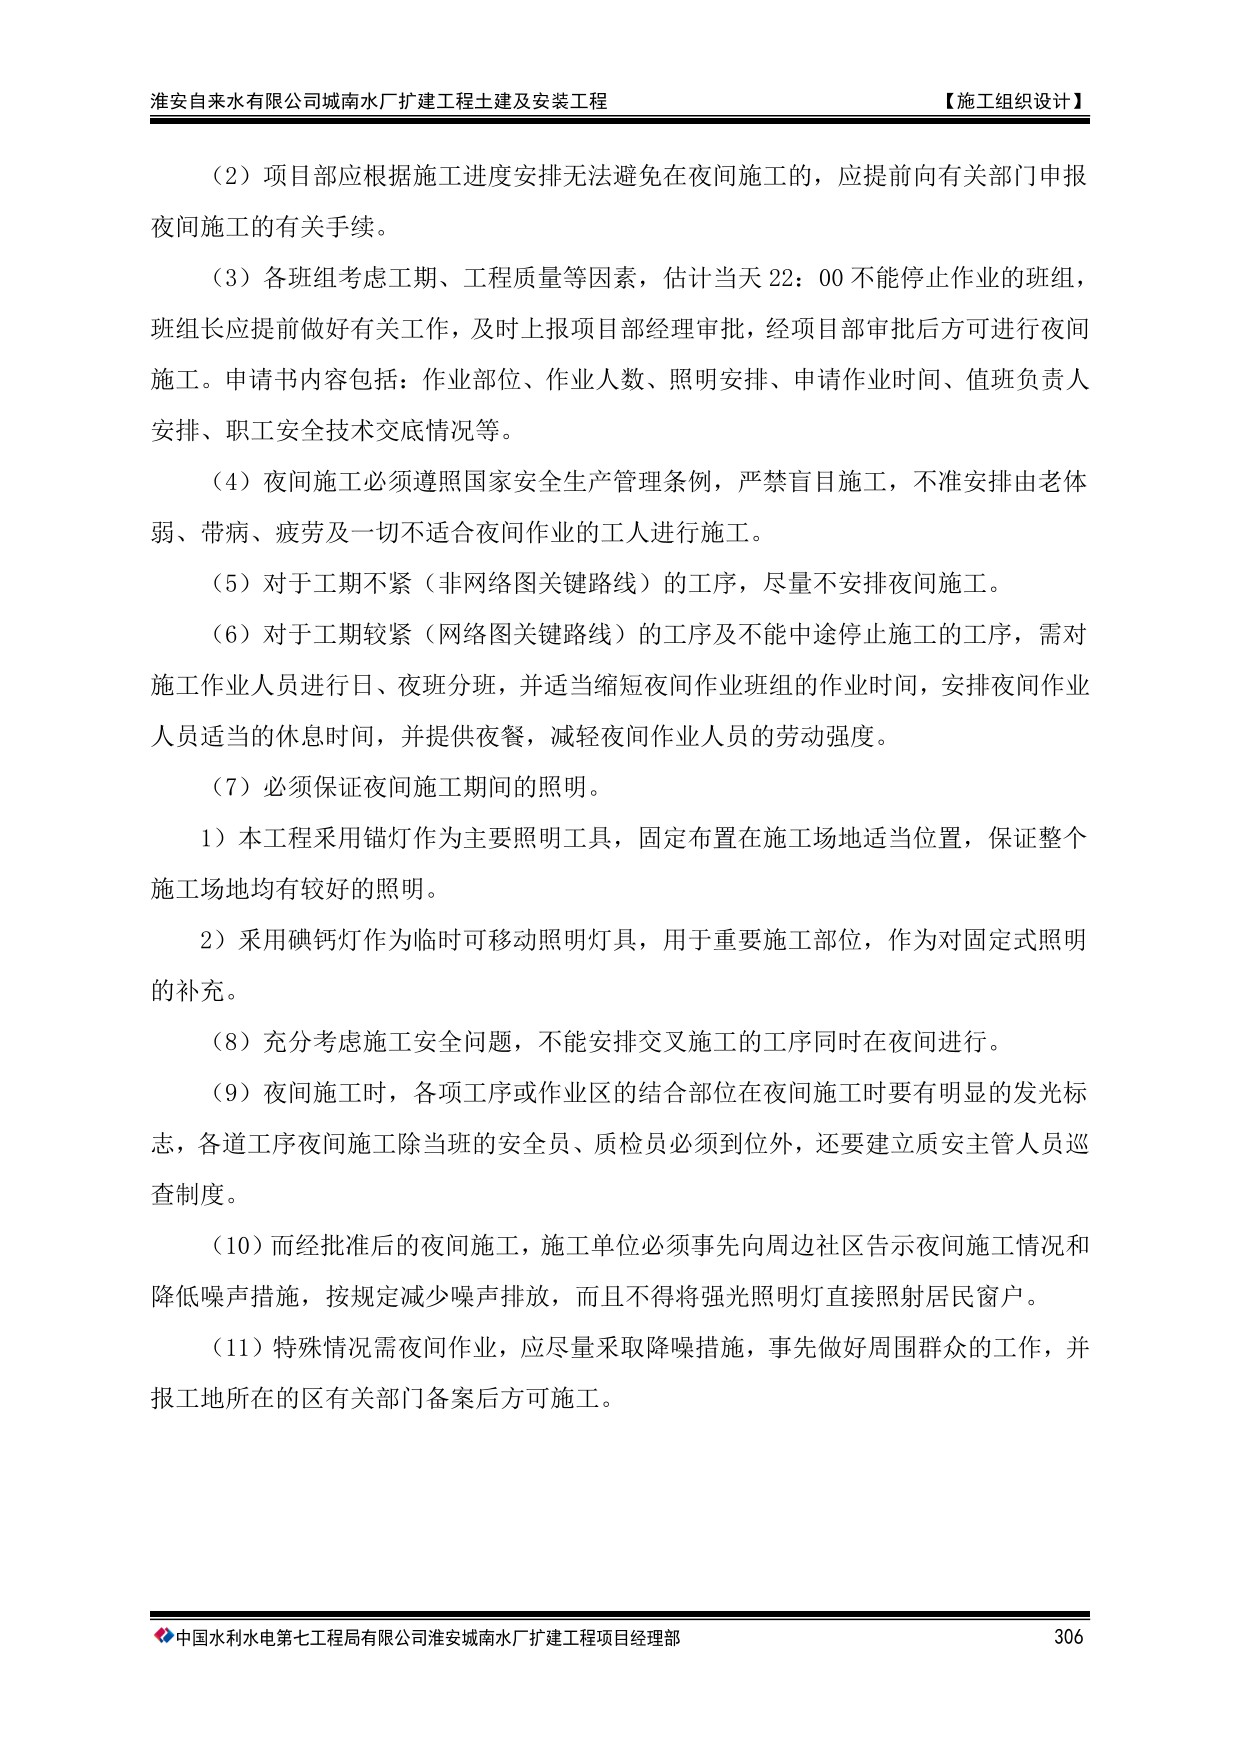 淮安自来水有限公司城南水厂扩建工程土建及安装工程 【施工组织设计】
（2）项目部应根据施工进度安排无法避免在夜间施工的，应提前向有关部门申报
夜间施工的有关手续。
（3）各班组考虑工期、工程质量等因素，估计当天 22：00 不能停止作业的班组，
班组长应提前做好有关工作，及时上报项目部经理审批，经项目部审批后方可进行夜间
施工。申请书内容包括：作业部位、作业人数、照明安排、申请作业时间、值班负责人
安排、职工安全技术交底情况等。
（4）夜间施工必须遵照国家安全生产管理条例，严禁盲目施工，不准安排由老体
弱、带病、疲劳及一切不适合夜间作业的工人进行施工。
（5）对于工期不紧（非网络图关键路线）的工序，尽量不安排夜间施工。
（6）对于工期较紧（网络图关键路线）的工序及不能中途停止施工的工序，需对
施工作业人员进行日、夜班分班，并适当缩短夜间作业班组的作业时间，安排夜间作业
人员适当的休息时间，并提供夜餐，减轻夜间作业人员的劳动强度。
（7）必须保证夜间施工期间的照明。
1）本工程采用锚灯作为主要照明工具，固定布置在施工场地适当位置，保证整个
施工场地均有较好的照明。
2）采用碘钙灯作为临时可移动照明灯具，用于重要施工部位，作为对固定式照明
的补充。
（8）充分考虑施工安全问题，不能安排交叉施工的工序同时在夜间进行。
（9）夜间施工时，各项工序或作业区的结合部位在夜间施工时要有明显的发光标
志，各道工序夜间施工除当班的安全员、质检员必须到位外，还要建立质安主管人员巡
查制度。
（10）而经批准后的夜间施工，施工单位必须事先向周边社区告示夜间施工情况和
降低噪声措施，按规定减少噪声排放，而且不得将强光照明灯直接照射居民窗户。
（11）特殊情况需夜间作业，应尽量采取降噪措施，事先做好周围群众的工作，并
报工地所在的区有关部门备案后方可施工。
中国水利水电第七工程局有限公司淮安城南水厂扩建工程项目经理部 306